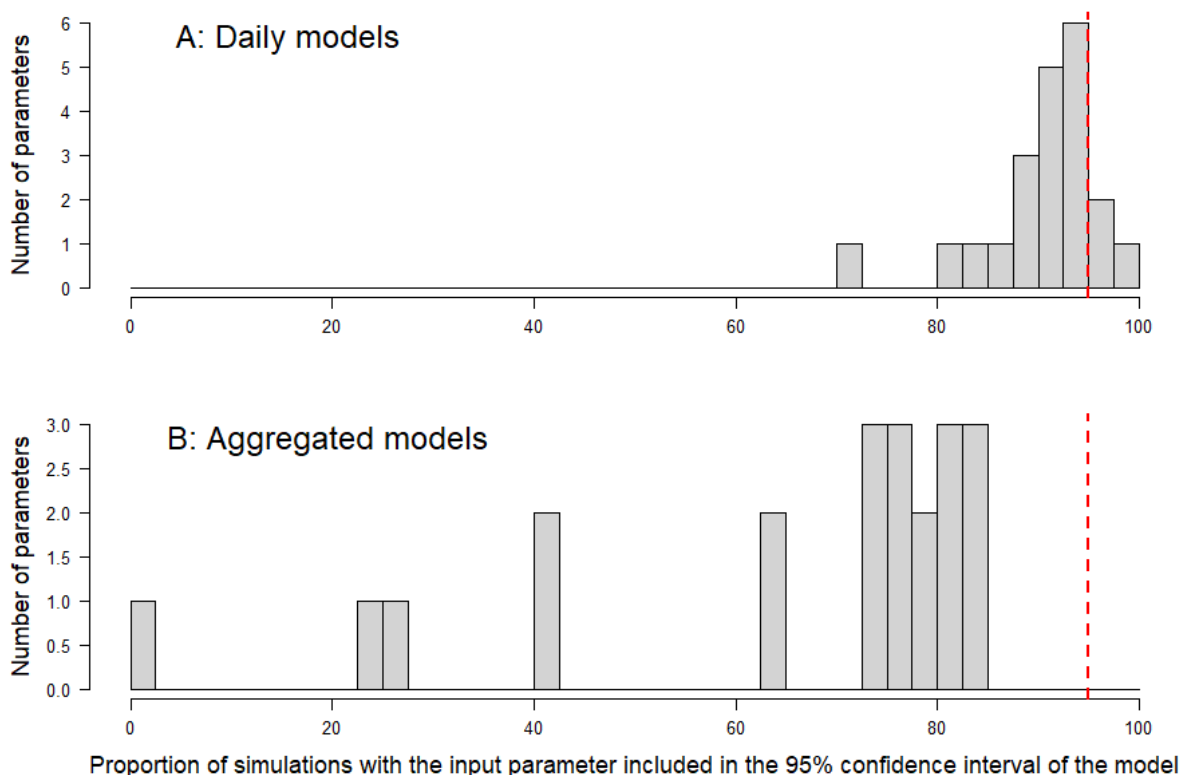 A: Daily models
Number of parameters
6
5
4
3
2
1
0
0 20 40 60 80 100
B: Aggregated models
Number of parameters
3.0
2.5
2.0
1.5
1.0
0.5
0.0
0 20 40 60 80 100
Proportion of simulations with the input parameter included in the 95% confidence interval of the model